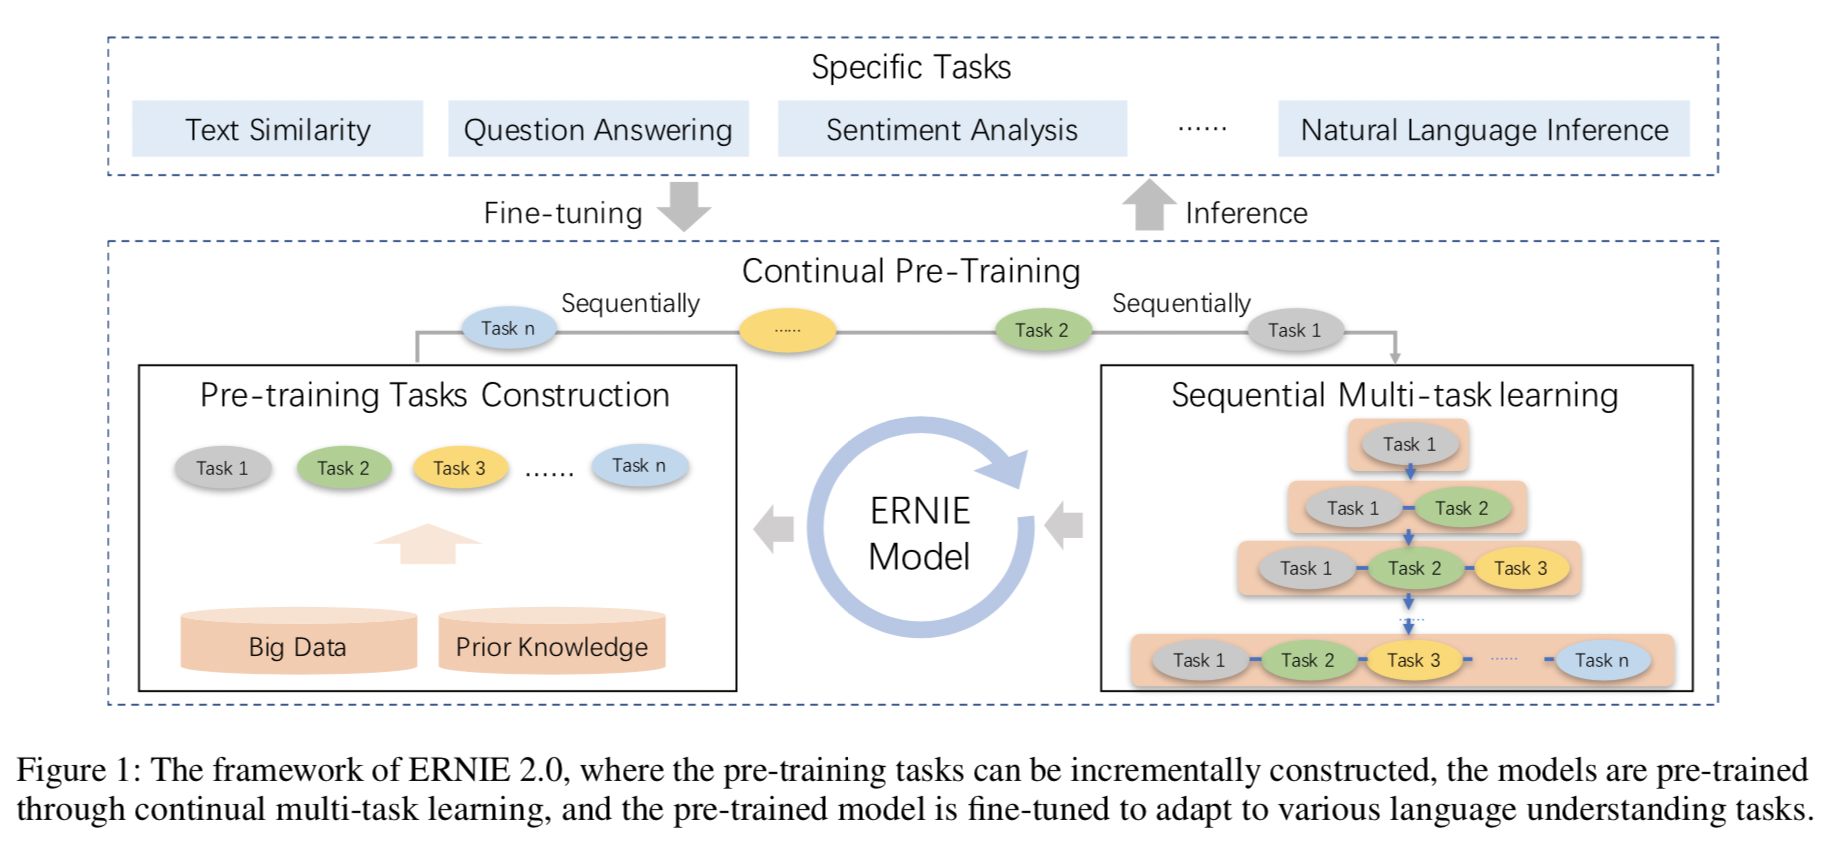 Specific Tasks
Text Similarity
Question Answering
Sentiment Analysis
……
Natural Language Inference
Fine-tuning
Inference
Continual Pre-Training
Sequentially
Sequentially
Task n
……
Task 2
Task 1
Pre-training Tasks Construction
Task 1
Task 2
Task 3
……
Task n
Big Data
Prior Knowledge
ERNIE
Model
Sequential Multi-task learning
Task 1
Task 1
Task 2
Task 1
Task 2
Task 3
……
Task 1
Task 2
Task 3
……
Task n
Figure 1: The framework of ERNIE 2.0, where the pre-training tasks can be incrementally constructed, the models are pre-trained
through continual multi-task learning, and the pre-trained model is fine-tuned to adapt to various language understanding tasks.